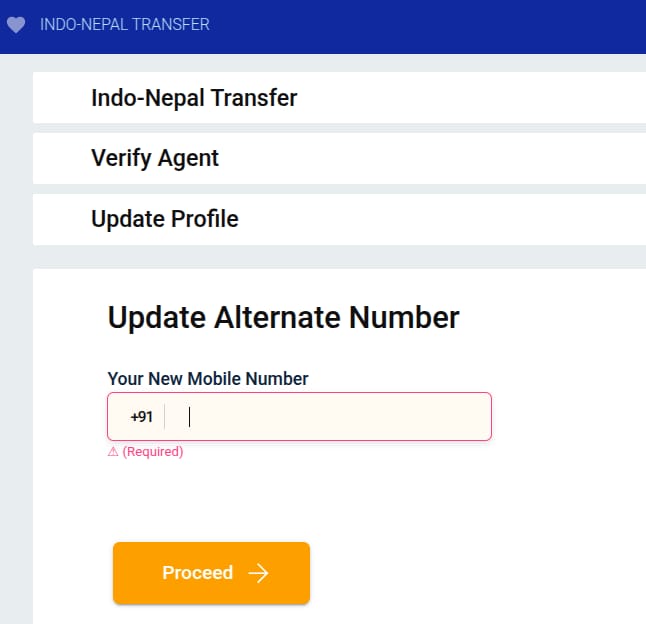 INDO-NEPAL TRANSFER
Indo-Nepal Transfer
Verify Agent
Update Profile
Update Alternate Number
Your New Mobile Number
+91
⚠ (Required)
Proceed →